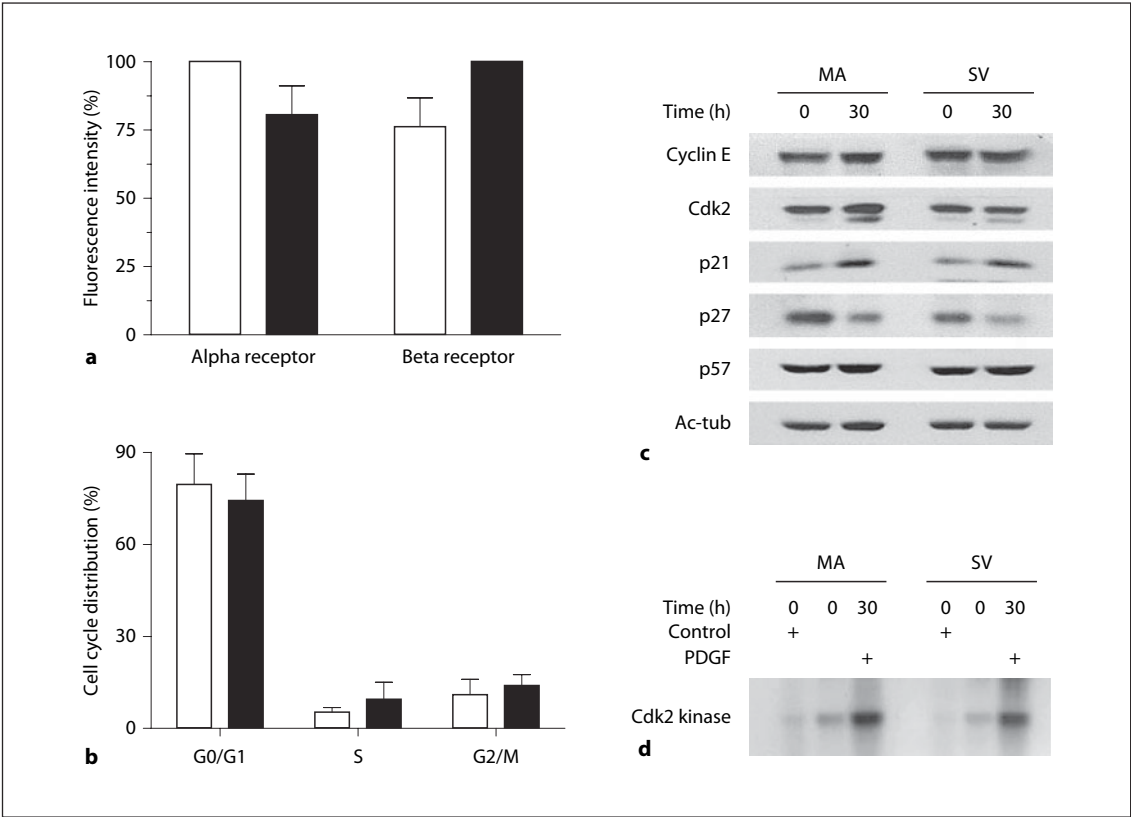 100
75
50
25
0
Fluorescence intensity (%)
Alpha receptor Beta receptor
a
90
60
30
0
Cell cycle distribution (%)
G0/G1 S G2/M
b
MA SV
Time (h) 0 30 0 30
Cyclin E
Cdk2
p21
p27
p57
Ac-tub
c
MA SV
Time (h) 0 0 30 0 0 30
Control + +
PDGF + +
Cdk2 kinase
d